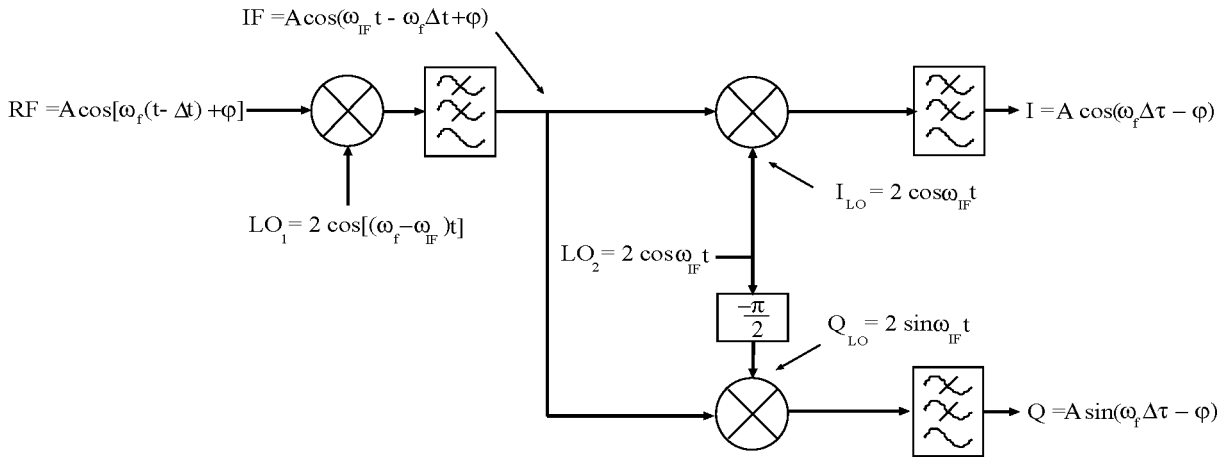 IF =Acos(ω_IF t - ω_f Δt+φ)
RF =Acos[ω_f (t- Δt) +φ]
I = A cos(ω_f Δτ – φ)
I_LO = 2 cosω_IF t
LO_1 = 2 cos[(ω_f –ω_IF )t]
LO_2 = 2 cosω_IF t
–π
2
Q_LO = 2 sinω_IF t
Q =A sin(ω_f Δτ – φ)